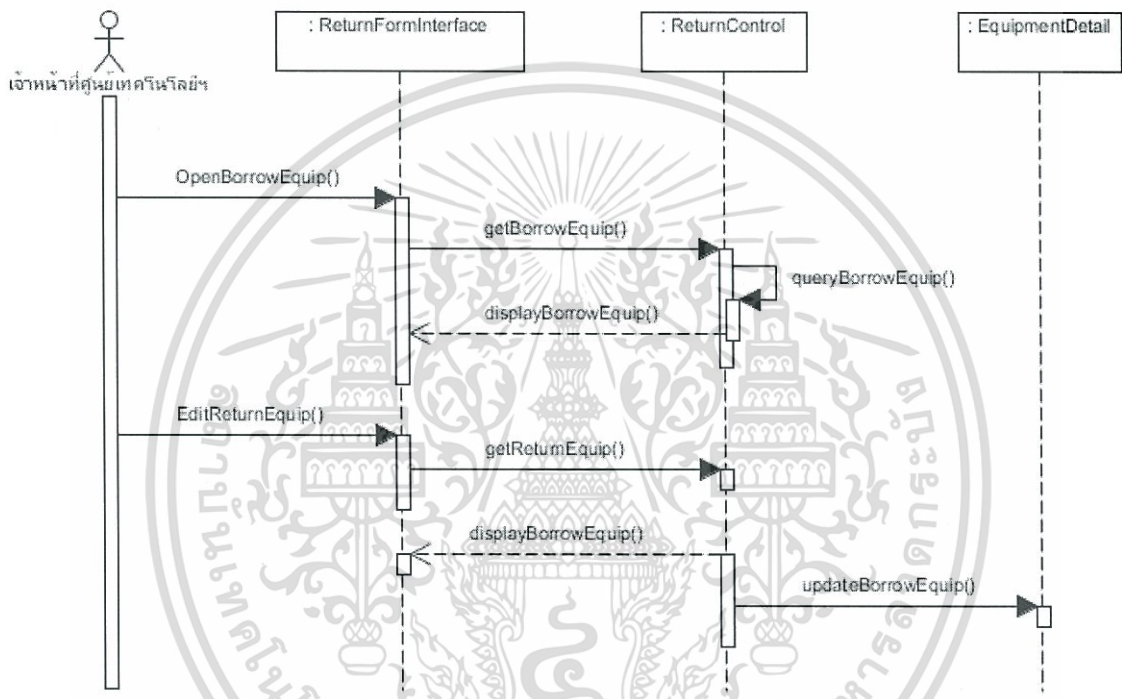 : ReturnFormInterface
: ReturnControl
: EquipmentDetail
เจ้าหน้าที่ศูนย์เทคโนโลยีฯ
OpenBorrowEquip()
getBorrowEquip()
queryBorrowEquip()
displayBorrowEquip()
EditReturnEquip()
getReturnEquip()
displayBorrowEquip()
updateBorrowEquip()